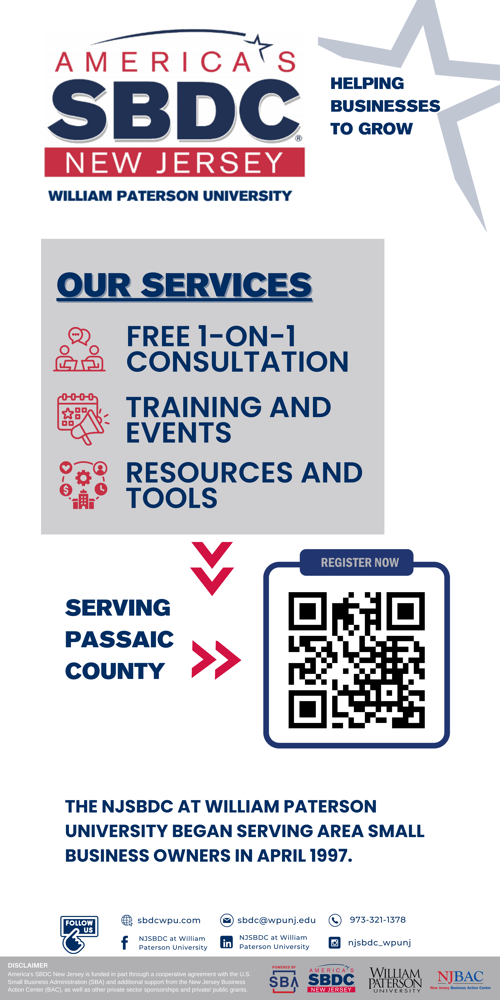 AMERICA'S
SBDC®
NEW JERSEY
WILLIAM PATERSON UNIVERSITY
HELPING
BUSINESSES
TO GROW
OUR SERVICES
FREE 1-ON-1
CONSULTATION
TRAINING AND
EVENTS
RESOURCES AND
TOOLS
REGISTER NOW
SERVING
PASSAIC
COUNTY
THE NJSBDC AT WILLIAM PATERSON
UNIVERSITY BEGAN SERVING AREA SMALL
BUSINESS OWNERS IN APRIL 1997.
FOLLOW
US
sbdcwpu.com
sbdc@wpunj.edu
973-321-1378
NJSBDC at William
Paterson University
NJSBDC at William
Paterson University
njsbdc_wpunj
DISCLAIMER
America's SBDC New Jersey is funded in part through a cooperative agreement with the U.S.
Small Business Administration (SBA) and additional support from the New Jersey Business
Action Center (BAC), as well as other private sector sponsorships and private/ public grants.
POWERED BY
SBA
AMERICA'S
SBDC
NEW JERSEY
WILLIAM
PATERSON
UNIVERSITY
NJBAC
New Jersey Business Action Center